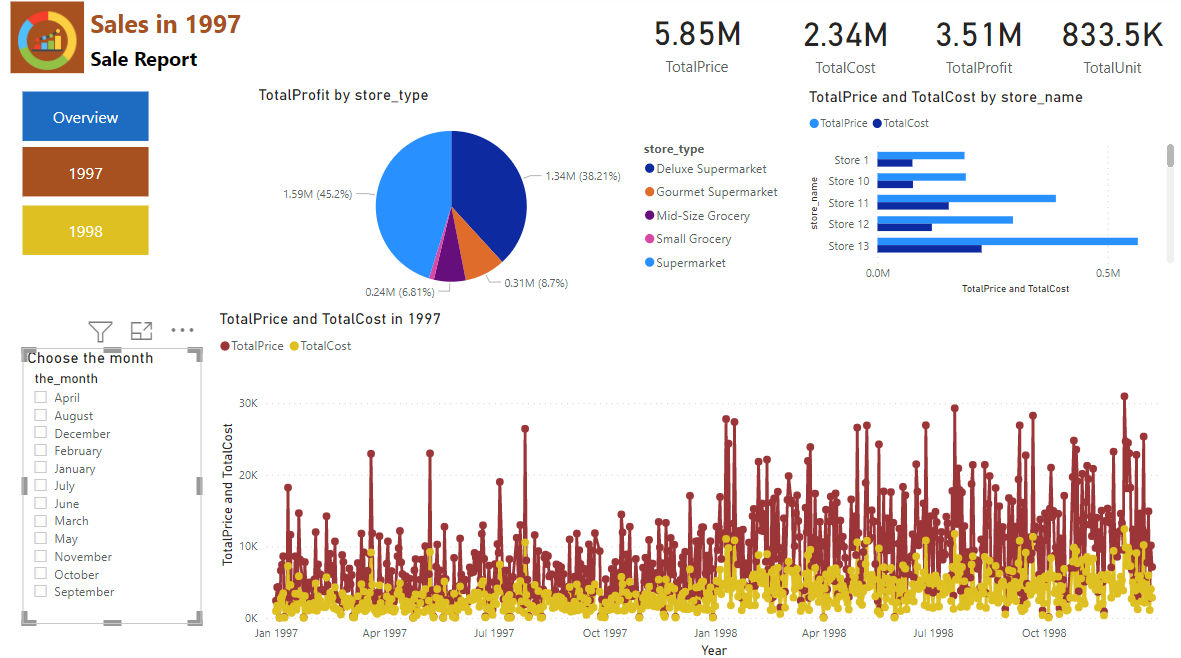 Sales in 1997
Sale Report
5.85M
TotalPrice
2.34M
TotalCost
3.51M
TotalProfit
833.5K
TotalUnit
Overview
1997
1998
TotalProfit by store_type
1.34M (38.21%)
0.31M (8.7%)
0.24M (6.81%)
1.59M (45.2%)
store_type
Deluxe Supermarket
Gourmet Supermarket
Mid-Size Grocery
Small Grocery
Supermarket
TotalPrice and TotalCost by store_name
TotalPrice TotalCost
store_name
Store 1
Store 10
Store 11
Store 12
Store 13
0.0M 0.5M
TotalPrice and TotalCost
Choose the month
the_month
April
August
December
February
January
July
June
March
May
November
October
September
TotalPrice and TotalCost in 1997
TotalPrice TotalCost
TotalPrice and TotalCost
30K
20K
10K
0K
Jan 1997 Apr 1997 Jul 1997 Oct 1997 Jan 1998 Apr 1998 Jul 1998 Oct 1998
Year